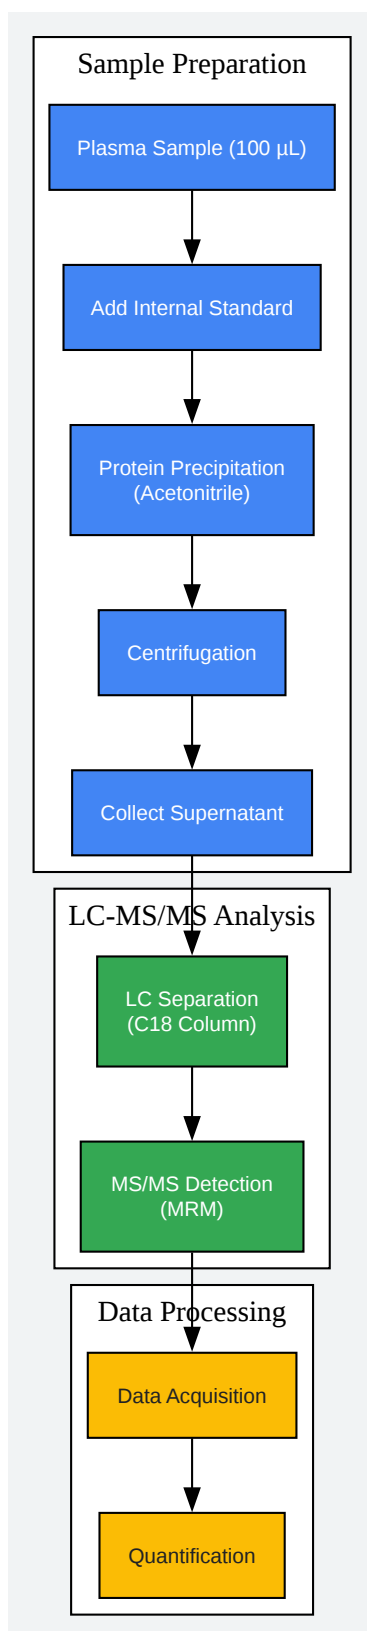 Sample Preparation
Plasma Sample (100 µL)
Add Internal Standard
Protein Precipitation
(Acetonitrile)
Centrifugation
Collect Supernatant
LC-MS/MS Analysis
LC Separation
(C18 Column)
MS/MS Detection
(MRM)
Data Processing
Data Acquisition
Quantification